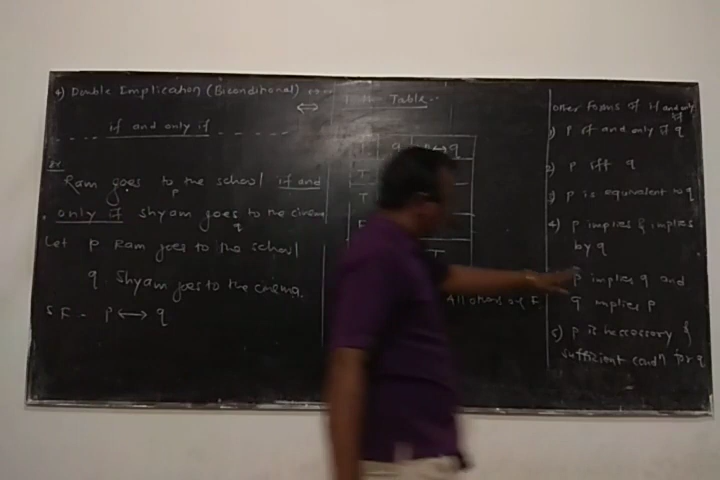 4) Double Implication (Biconditional) ↔
⇔
- - - if and only if - - -
Ex
Ram goes to the school if and
p
only if Shyam goes to the cinema
q
Let p Ram goes to the school
q Shyam goes to the cinema.
S F - P ↔ q
Table -
q
q
T
T
T
All others F
Other Forms of if and only if
1) P if and only if q
2) P iff q
3) P is equivalent to q
4) P implies & implies
by q
P implies q and
q implies p
5) P is neccessory &
sufficient condn for q